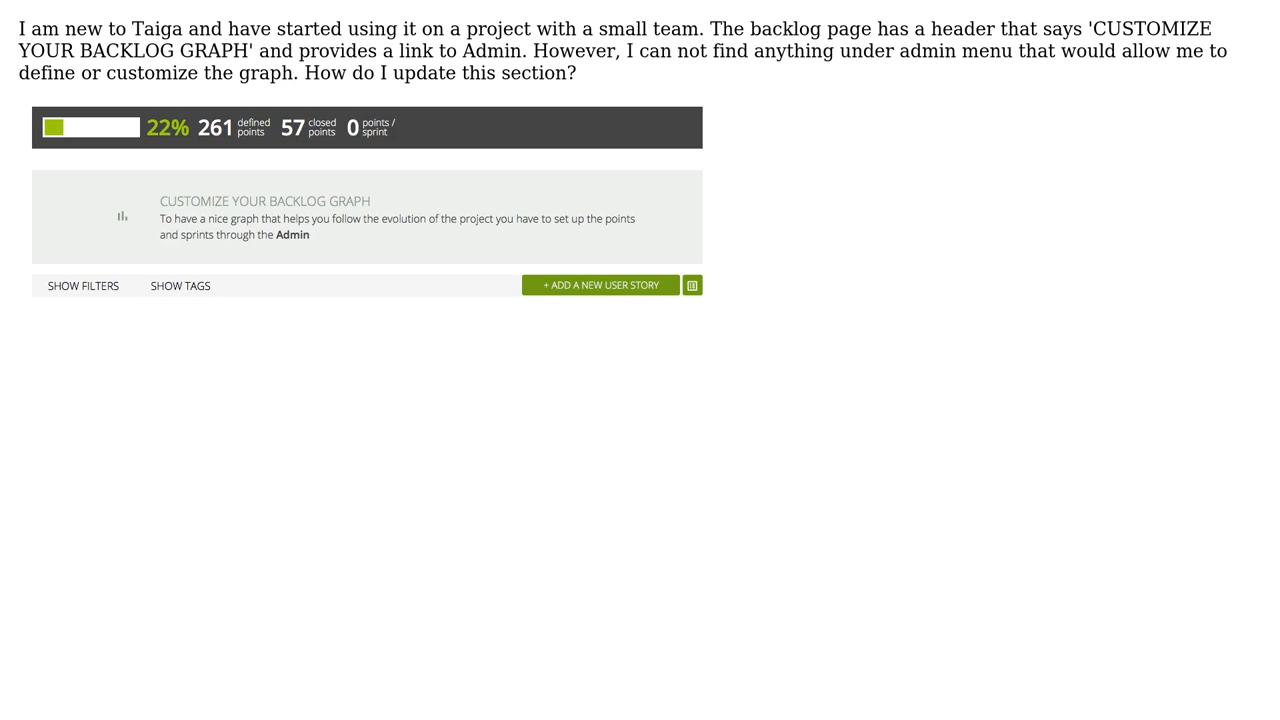 I am new to Taiga and have started using it on a project with a small team. The backlog page has a header that says 'CUSTOMIZE
YOUR BACKLOG GRAPH' and provides a link to Admin. However, I can not find anything under admin menu that would allow me to
define or customize the graph. How do I update this section?
22% 261 defined points 57 closed points 0 points / sprint
CUSTOMIZE YOUR BACKLOG GRAPH
To have a nice graph that helps you follow the evolution of the project you have to set up the points
and sprints through the Admin
SHOW FILTERS SHOW TAGS + ADD A NEW USER STORY